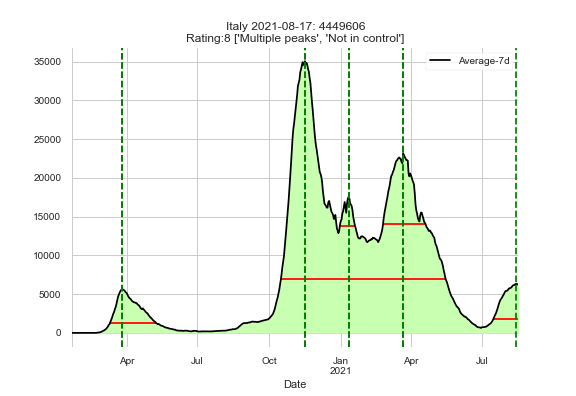 Italy 2021-08-17: 4449606
Rating:8 ['Multiple peaks', 'Not in control']
Average-7d
35000
30000
25000
20000
15000
10000
5000
0
Apr Jul Oct Jan Apr Jul
2021
Date